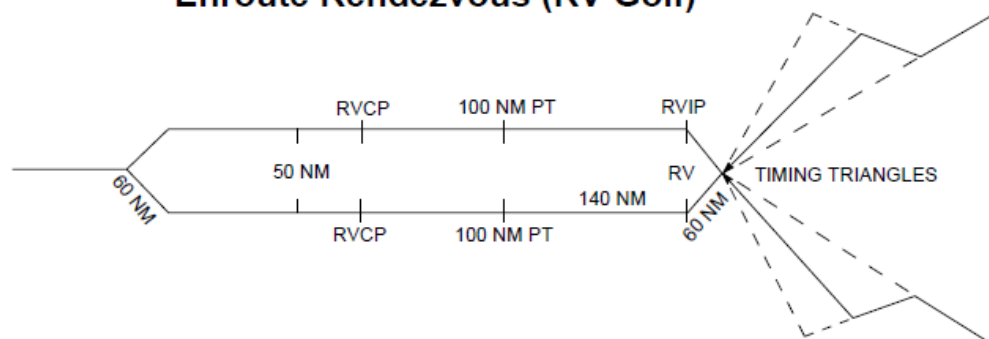 Enroute Rendezvous (RV Golf)
RVCP
100 NM PT
RVIP
60 NM
50 NM
RV
TIMING TRIANGLES
140 NM
60 NM
RVCP
100 NM PT